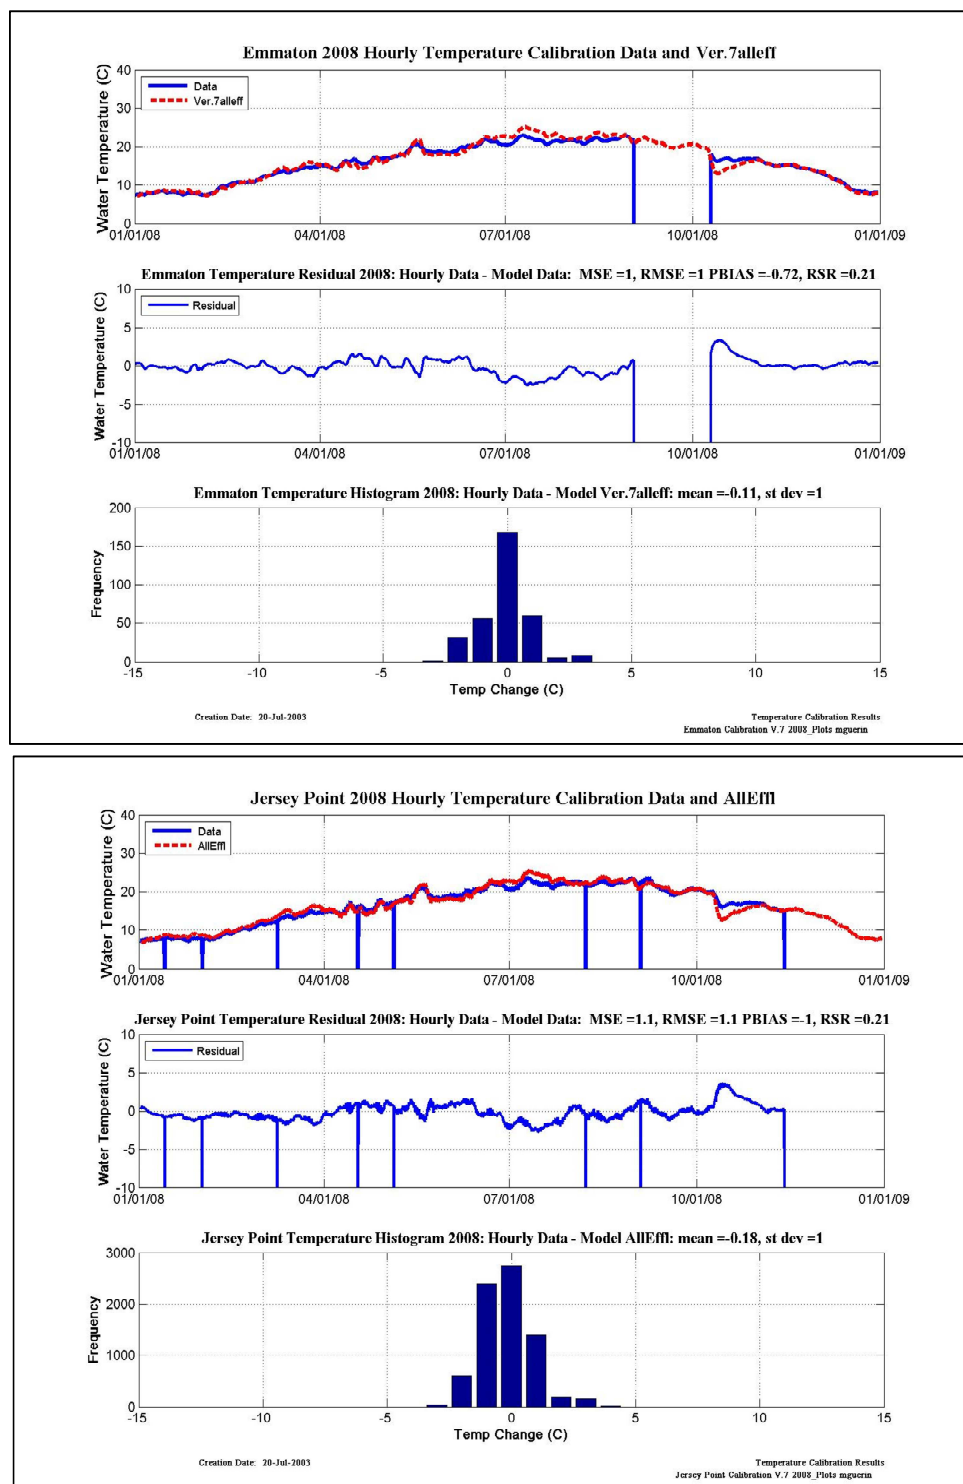 Emmaton 2008 Hourly Temperature Calibration Data and Ver.7alleff
Water Temperature (C)
40
30
20
10
0
Data
Ver.7alleff
01/01/08 04/01/08 07/01/08 10/01/08 01/01/09
Emmaton Temperature Residual 2008: Hourly Data - Model Data: MSE =1, RMSE =1 PBIAS =-0.72, RSR =0.21
Water Temperature (C)
10
5
0
-5
-10
Residual
01/01/08 04/01/08 07/01/08 10/01/08 01/01/09
Emmaton Temperature Histogram 2008: Hourly Data - Model Ver.7alleff: mean =-0.11, st dev =1
Frequency
200
150
100
50
0
-15 -10 -5 0 5 10 15
Temp Change (C)
Creation Date: 20-Jul-2003
Temperature Calibration Results
Emmaton Calibration V.7 2008_Plots mguerin
Jersey Point 2008 Hourly Temperature Calibration Data and AllEffl
Water Temperature (C)
40
30
20
10
0
Data
AllEffl
01/01/08 04/01/08 07/01/08 10/01/08 01/01/09
Jersey Point Temperature Residual 2008: Hourly Data - Model Data: MSE =1.1, RMSE =1.1 PBIAS =-1, RSR =0.21
Water Temperature (C)
10
5
0
-5
-10
Residual
01/01/08 04/01/08 07/01/08 10/01/08 01/01/09
Jersey Point Temperature Histogram 2008: Hourly Data - Model AllEffl: mean =-0.18, st dev =1
Frequency
3000
2000
1000
0
-15 -10 -5 0 5 10 15
Temp Change (C)
Creation Date: 20-Jul-2003
Temperature Calibration Results
Jersey Point Calibration V.7 2008_Plots mguerin